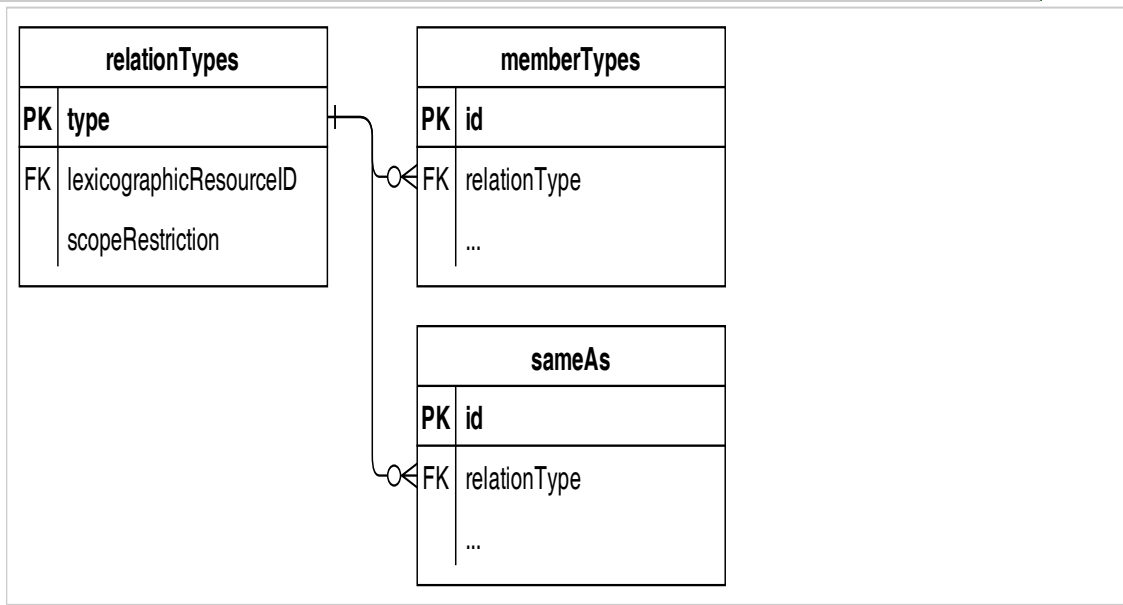 relationTypes
PK type
FK lexicographicResourceID
scopeRestriction
memberTypes
PK id
FK relationType
...
sameAs
PK id
FK relationType
...